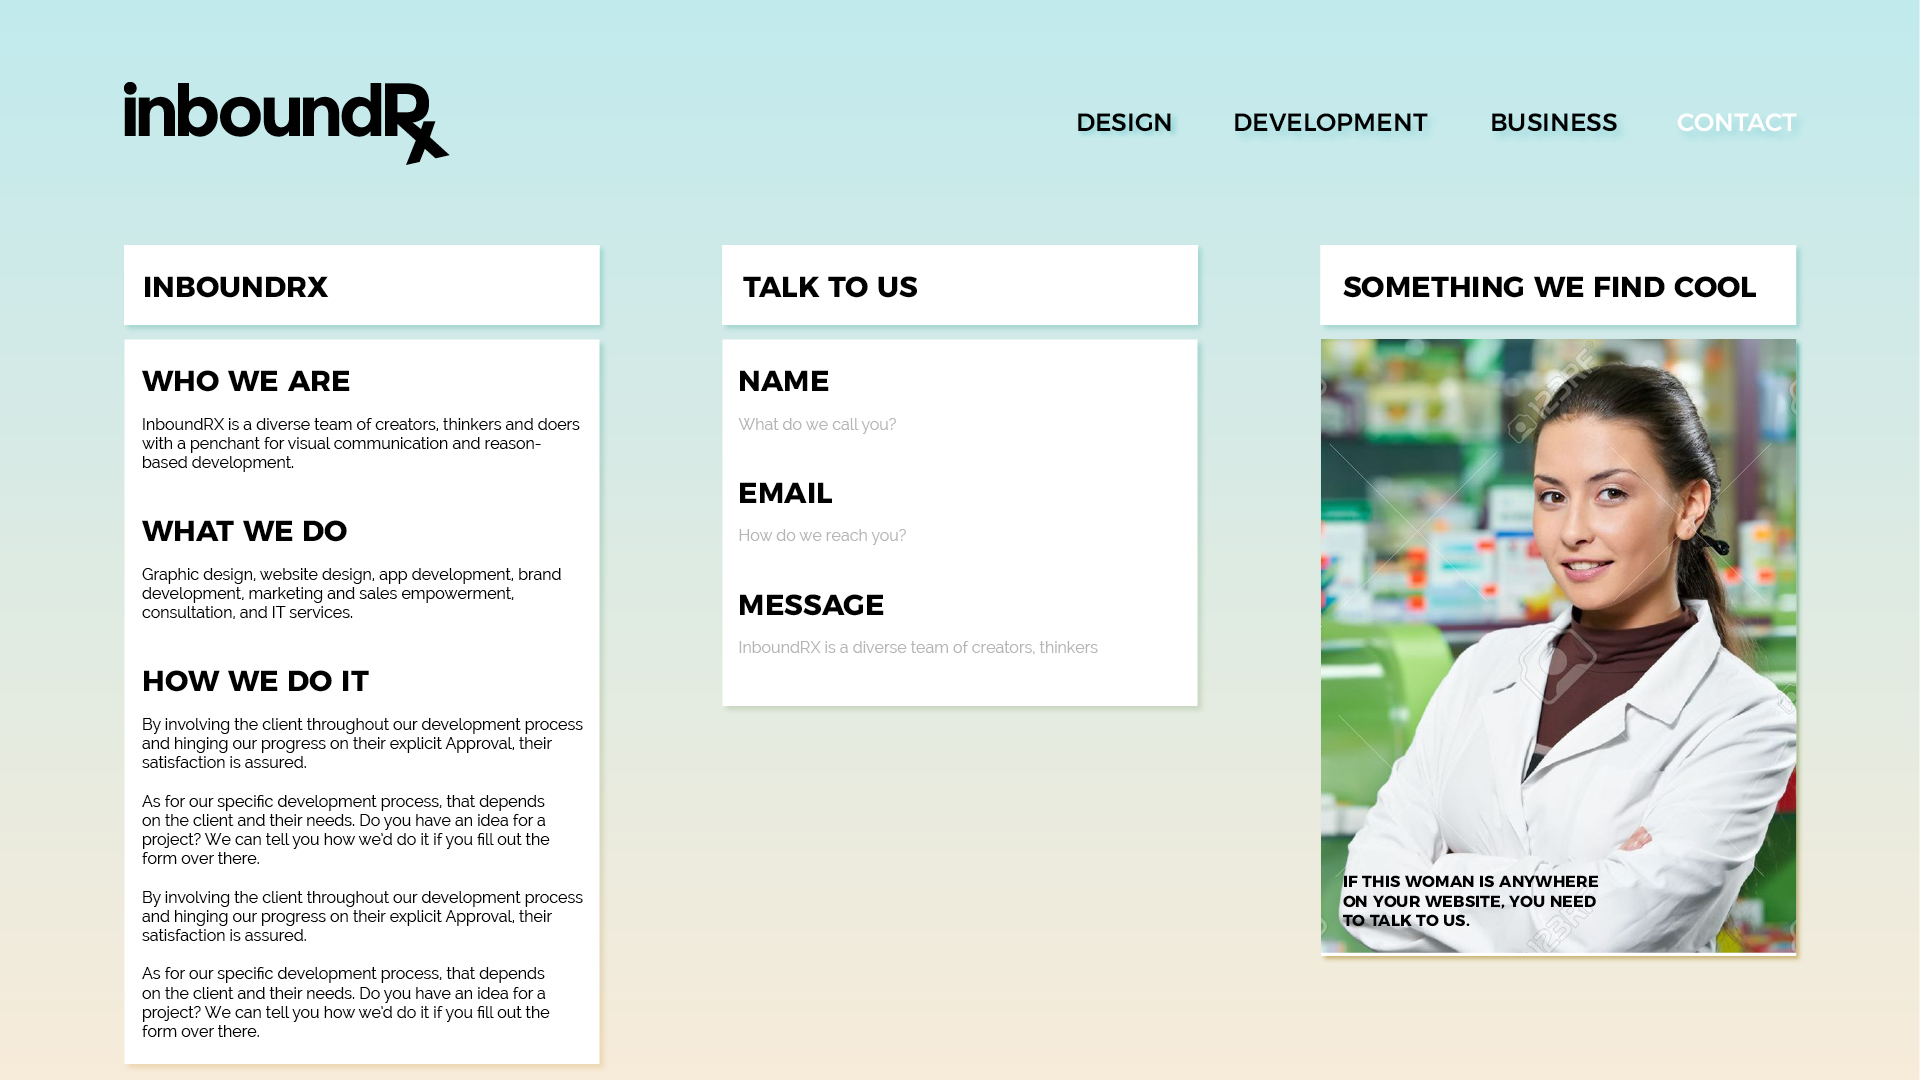 inboundRx
DESIGN
DEVELOPMENT
BUSINESS
CONTACT
INBOUNDRX
WHO WE ARE
InboundRX is a diverse team of creators, thinkers and doers
with a penchant for visual communication and reason-
based development.
WHAT WE DO
Graphic design, website design, app development, brand
development, marketing and sales empowerment,
consultation, and IT services.
HOW WE DO IT
By involving the client throughout our development process
and hinging our progress on their explicit Approval, their
satisfaction is assured.
As for our specific development process, that depends
on the client and their needs. Do you have an idea for a
project? We can tell you how we'd do it if you fill out the
form over there.
By involving the client throughout our development process
and hinging our progress on their explicit Approval, their
satisfaction is assured.
As for our specific development process, that depends
on the client and their needs. Do you have an idea for a
project? We can tell you how we'd do it if you fill out the
form over there.
TALK TO US
NAME
What do we call you?
EMAIL
How do we reach you?
MESSAGE
InboundRX is a diverse team of creators, thinkers
SOMETHING WE FIND COOL
123RF
IF THIS WOMAN IS ANYWHERE
ON YOUR WEBSITE, YOU NEED
TO TALK TO US.
123RF